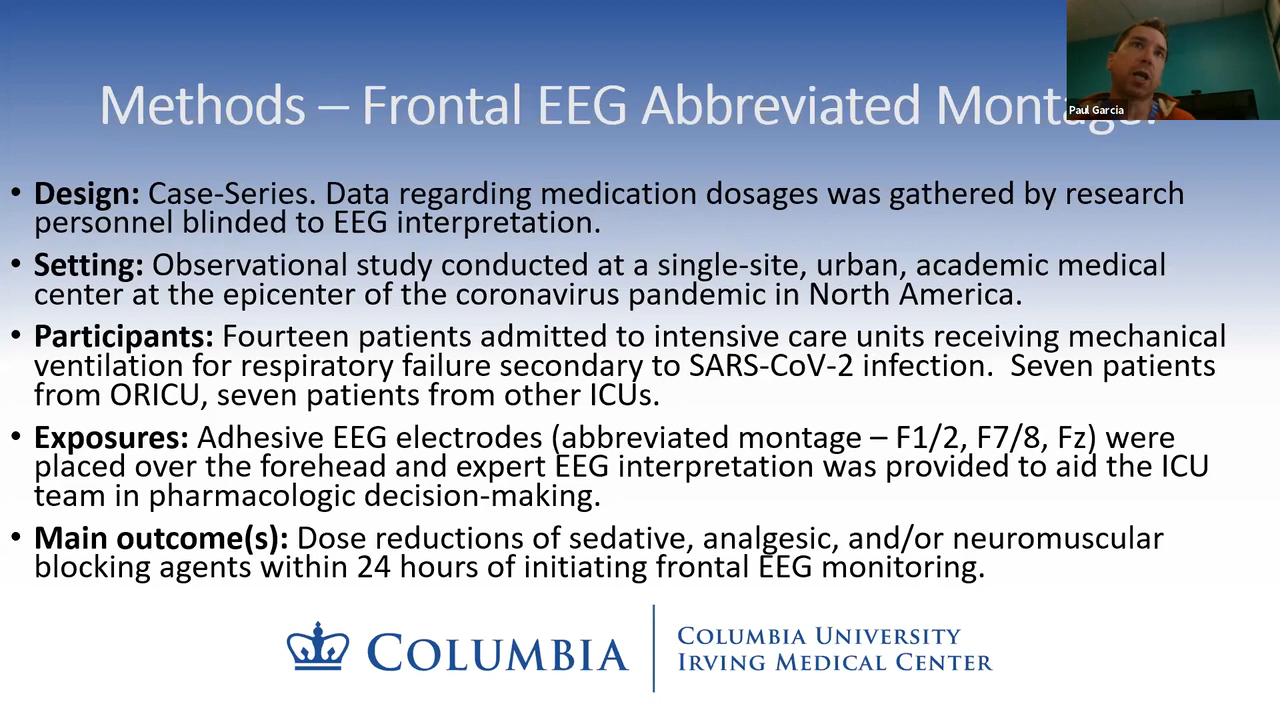 Methods – Frontal EEG Abbreviated Montage.
Paul Garcia
• Design: Case-Series. Data regarding medication dosages was gathered by research
personnel blinded to EEG interpretation.
• Setting: Observational study conducted at a single-site, urban, academic medical
center at the epicenter of the coronavirus pandemic in North America.
• Participants: Fourteen patients admitted to intensive care units receiving mechanical
ventilation for respiratory failure secondary to SARS-CoV-2 infection.  Seven patients
from ORICU, seven patients from other ICUs.
• Exposures: Adhesive EEG electrodes (abbreviated montage – F1/2, F7/8, Fz) were
placed over the forehead and expert EEG interpretation was provided to aid the ICU
team in pharmacologic decision-making.
• Main outcome(s): Dose reductions of sedative, analgesic, and/or neuromuscular
blocking agents within 24 hours of initiating frontal EEG monitoring.
COLUMBIA
COLUMBIA UNIVERSITY
IRVING MEDICAL CENTER